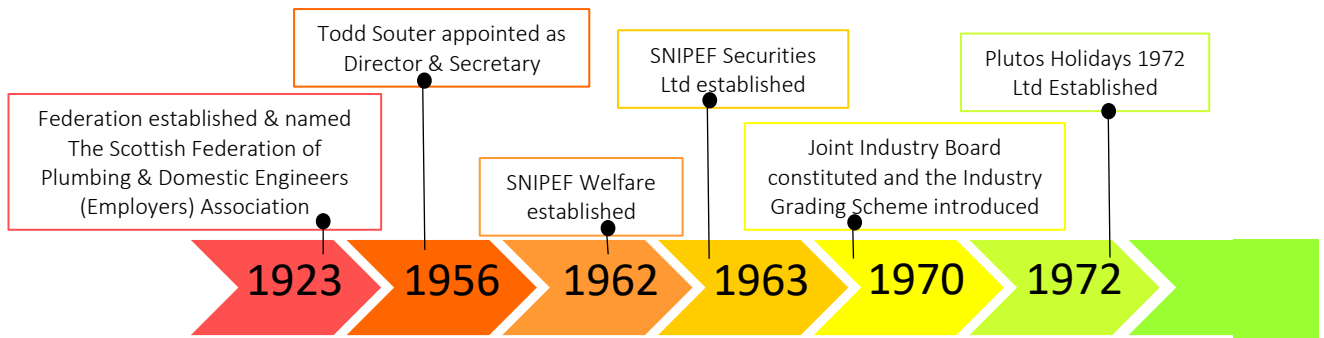 Todd Souter appointed as
Director & Secretary
SNIPEF Securities
Ltd established
Plutos Holidays 1972
Ltd Established
Federation established & named
The Scottish Federation of
Plumbing & Domestic Engineers
(Employers) Association
SNIPEF Welfare
established
Joint Industry Board
constituted and the Industry
Grading Scheme introduced
1923
1956
1962
1963
1970
1972